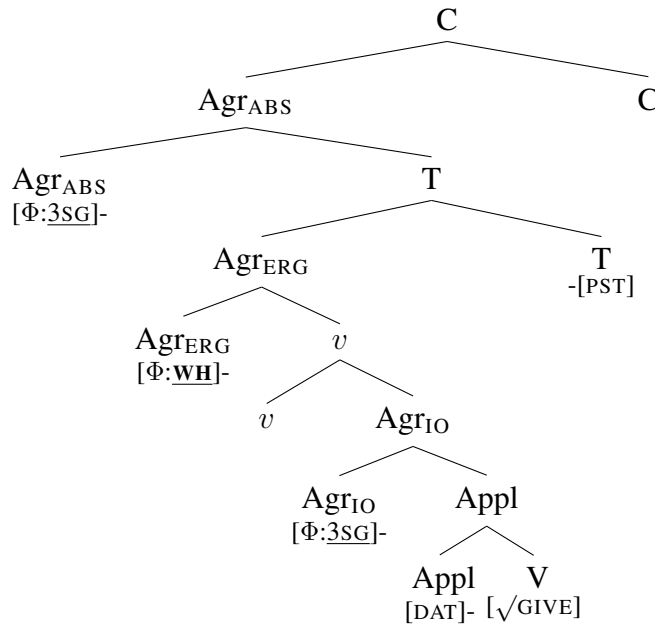 C
Agr_ABS C
Agr_ABS T
[Φ:3SG]-
Agr_ERG T
-[PST]
Agr_ERG v
[Φ:WH]-
v Agr_IO
Agr_IO Appl
[Φ:3SG]-
Appl V
[DAT]- [√GIVE]